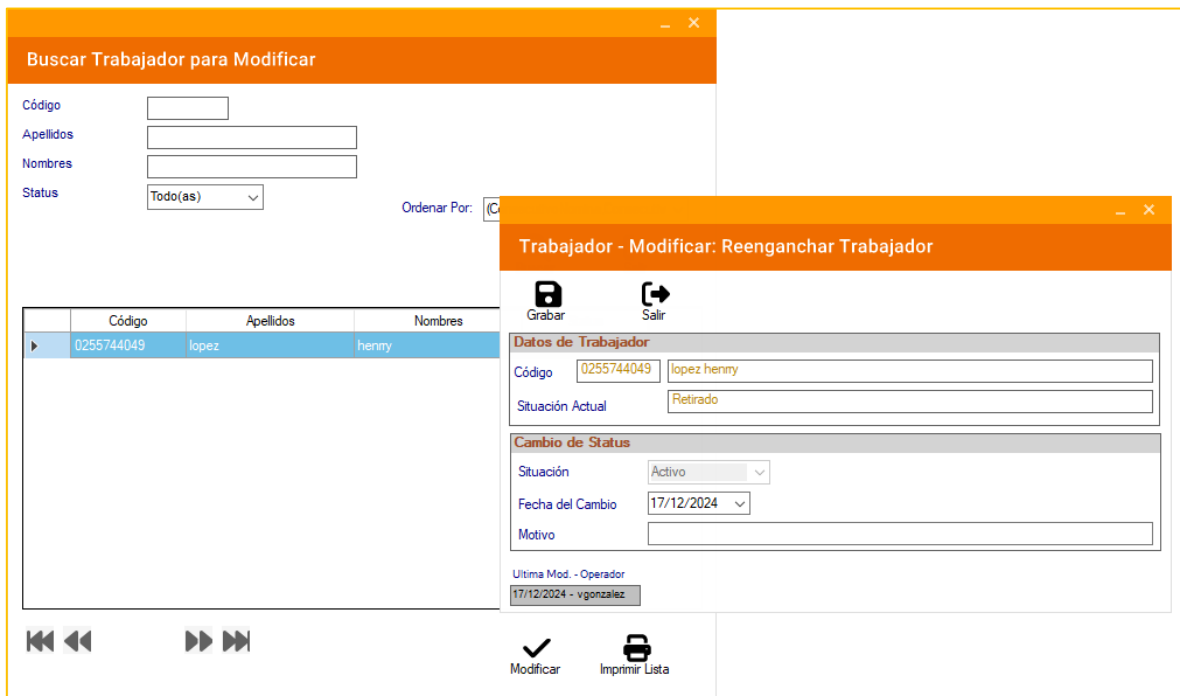 Buscar Trabajador para Modificar
Código
Apellidos
Nombres
Status Todo(as)
Ordenar Por:
Código Apellidos Nombres
0255744049 lopez henrry
Modificar Imprimir Lista
Trabajador - Modificar: Reenganchar Trabajador
Grabar Salir
Datos de Trabajador
Código 0255744049 lopez henrry
Situación Actual Retirado
Cambio de Status
Situación Activo
Fecha del Cambio 17/12/2024
Motivo
Ultima Mod. - Operador
17/12/2024 - vgonzalez